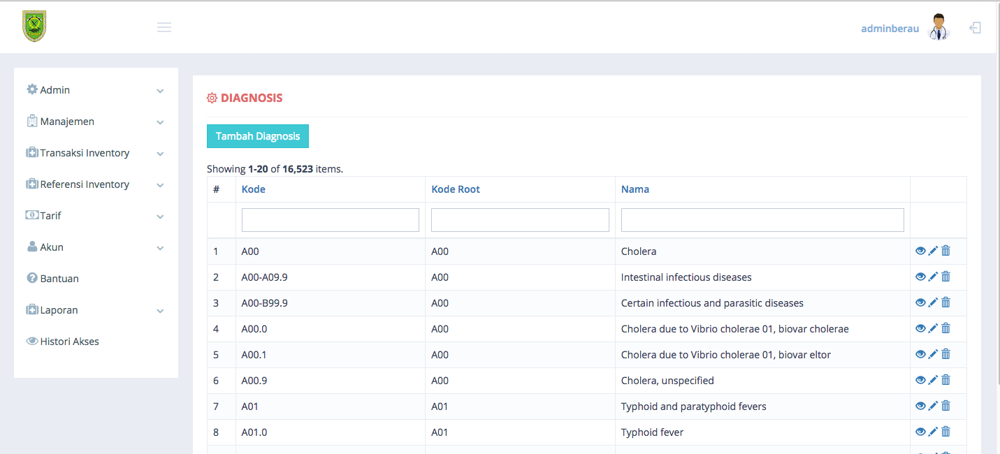 adminberau
Admin
Manajemen
Transaksi Inventory
Referensi Inventory
Tarif
Akun
Bantuan
Laporan
Histori Akses
DIAGNOSIS
Tambah Diagnosis
Showing 1-20 of 16,523 items.
# Kode Kode Root Nama
1 A00 A00 Cholera
2 A00-A09.9 A00 Intestinal infectious diseases
3 A00-B99.9 A00 Certain infectious and parasitic diseases
4 A00.0 A00 Cholera due to Vibrio cholerae 01, biovar cholerae
5 A00.1 A00 Cholera due to Vibrio cholerae 01, biovar eltor
6 A00.9 A00 Cholera, unspecified
7 A01 A01 Typhoid and paratyphoid fevers
8 A01.0 A01 Typhoid fever